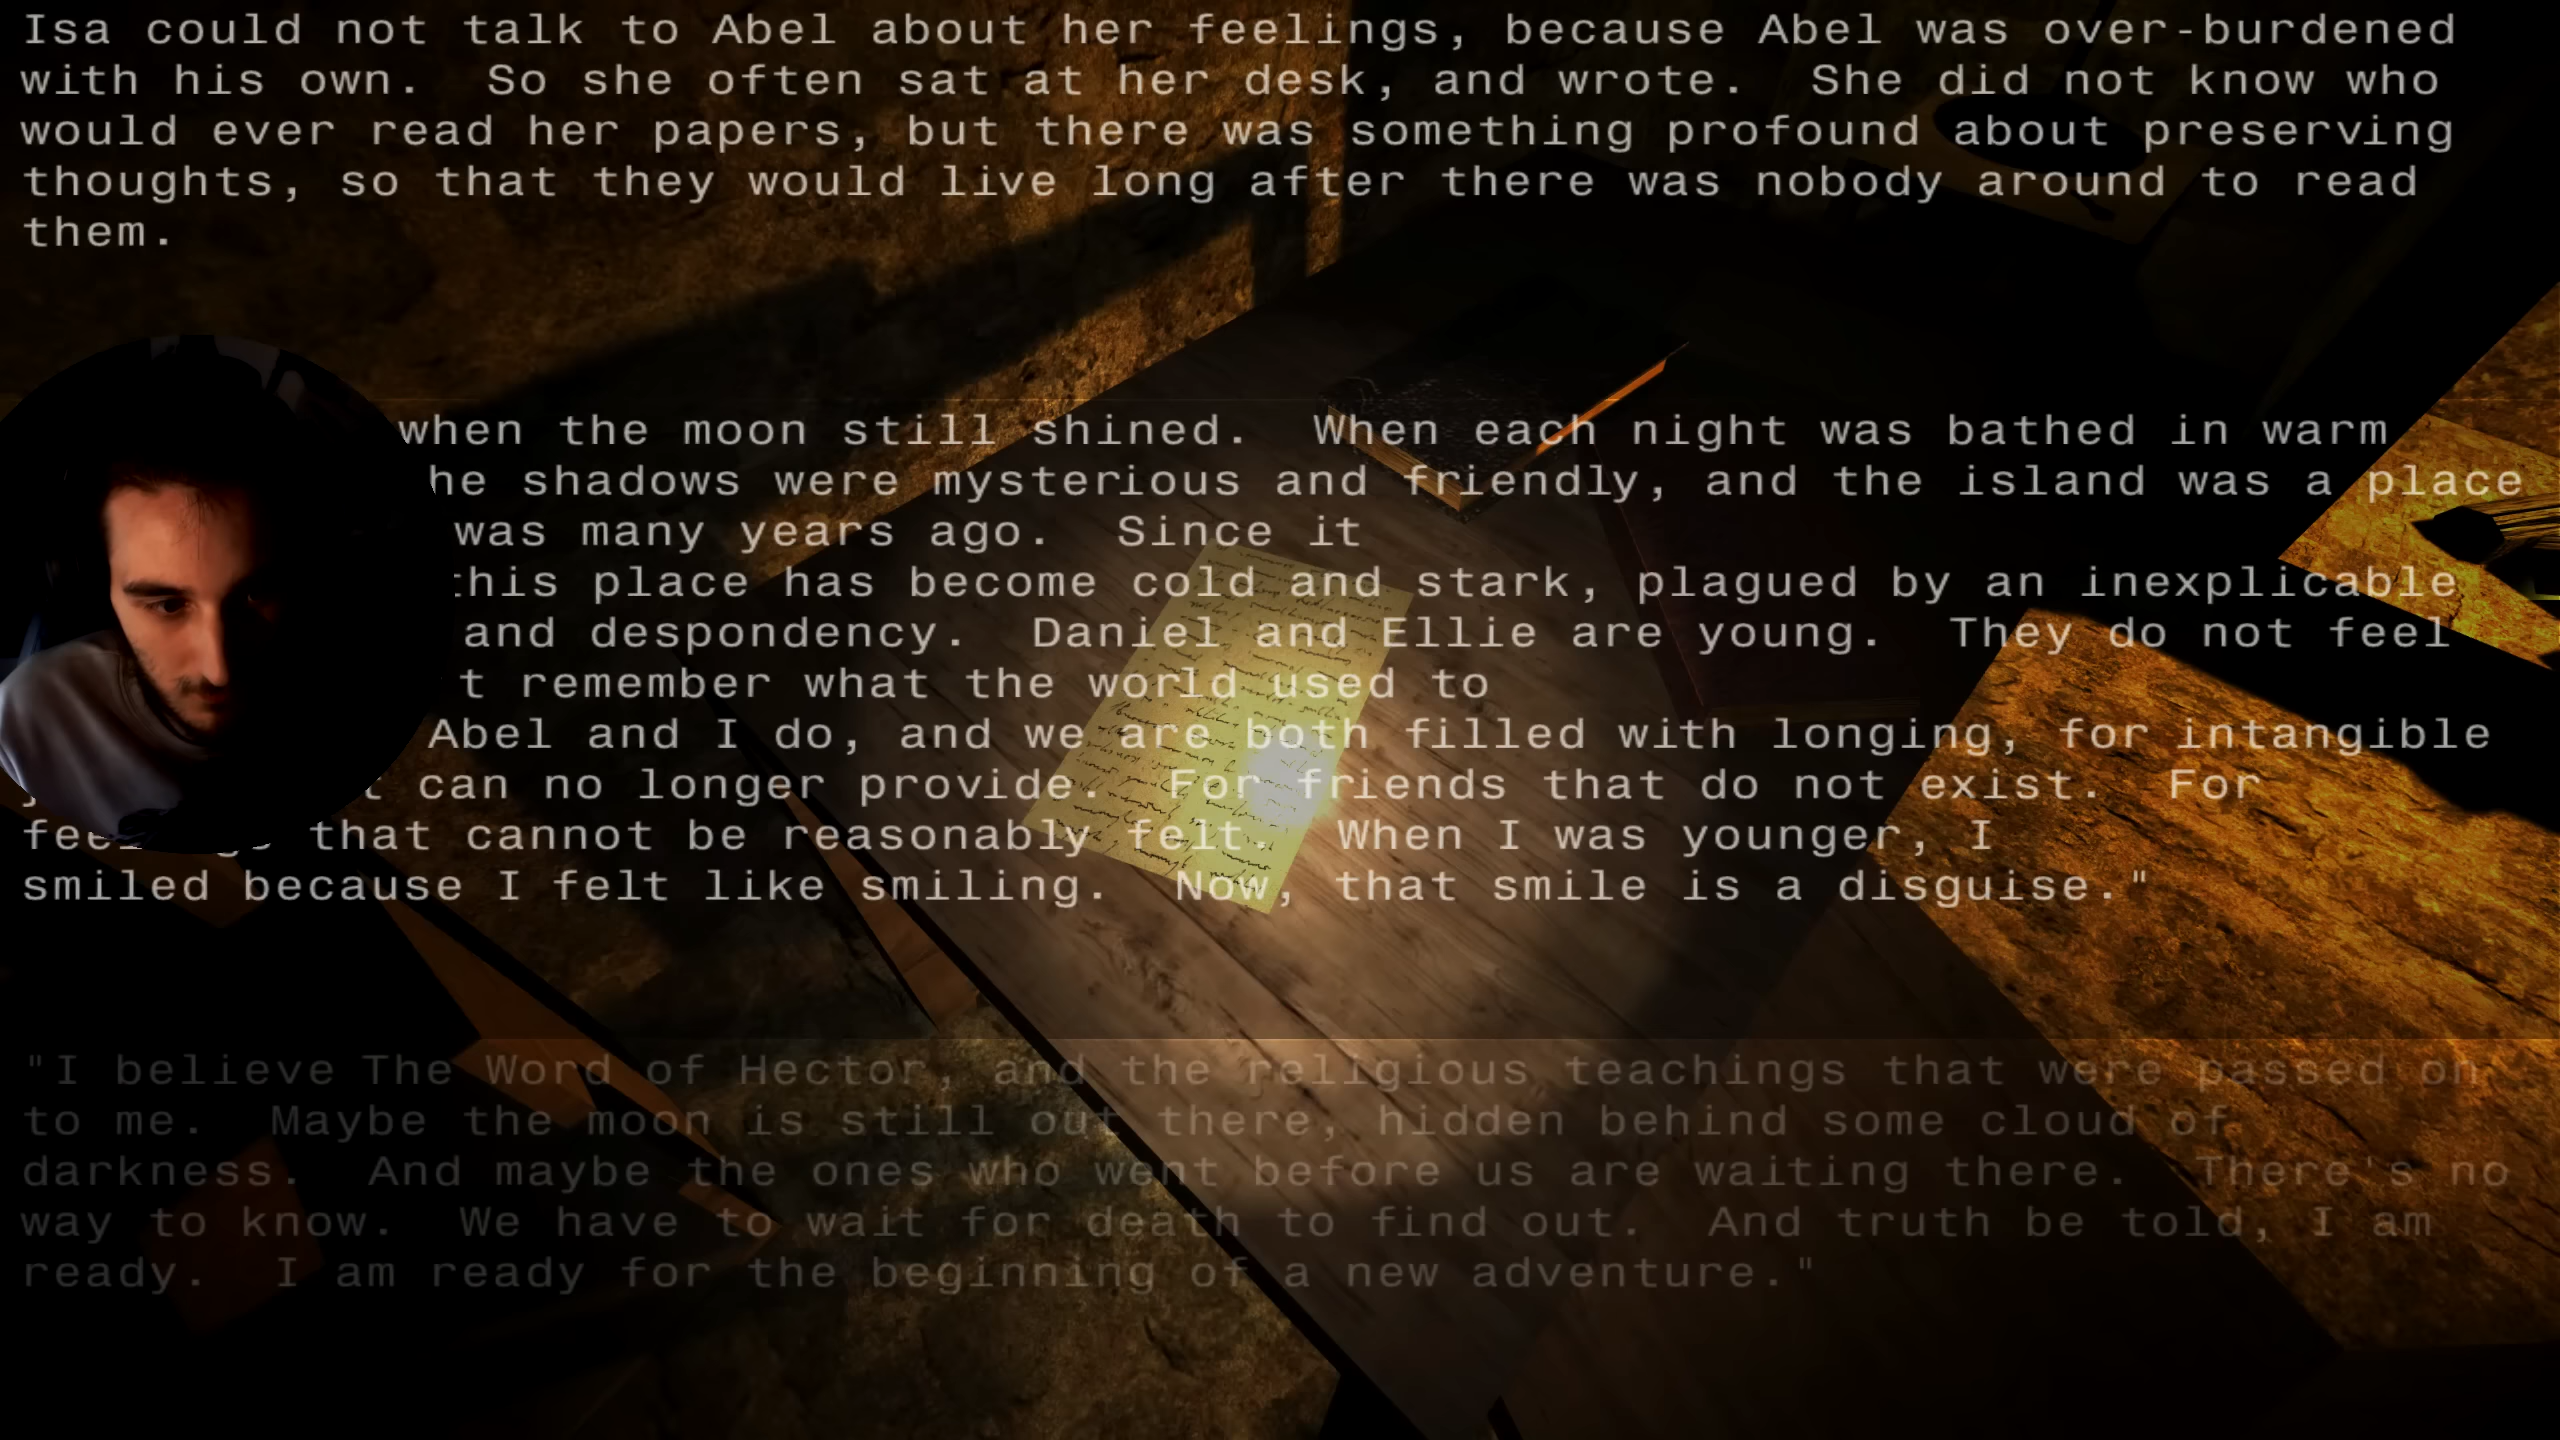 Isa could not talk to Abel about her feelings, because Abel was over-burdened
with his own.  So she often sat at her desk, and wrote.  She did not know who
would ever read her papers, but there was something profound about preserving
thoughts, so that they would live long after there was nobody around to read
them.
when the moon still shined.  When each night was bathed in warm
shadows were mysterious and friendly, and the island was a place
was many years ago.  Since it
this place has become cold and stark, plagued by an inexplicable
and despondency.  Daniel and Ellie are young.  They do not feel
remember what the world used to
Abel and I do, and we are both filled with longing, for intangible
can no longer provide.  For friends that do not exist.  For
that cannot be reasonably felt.  When I was younger, I
smiled because I felt like smiling.  Now, that smile is a disguise."
"I believe The Word of Hector, and the religious teachings that were passed on
to me.  Maybe the moon is still out there, hidden behind some cloud of
darkness.  And maybe the ones who went before us are waiting there.  There's no
way to know.  We have to wait for death to find out.  And truth be told, I am
ready.  I am ready for the beginning of a new adventure."